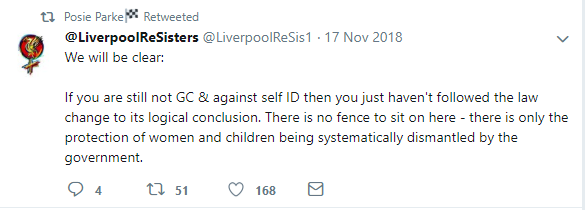 Posie Parker🏁 Retweeted
@LiverpoolReSisters @LiverpoolReSis1 · 17 Nov 2018
We will be clear:
If you are still not GC & against self ID then you just haven't followed the law
change to its logical conclusion. There is no fence to sit on here - there is only the
protection of women and children being systematically dismantled by the
government.
4 51 168